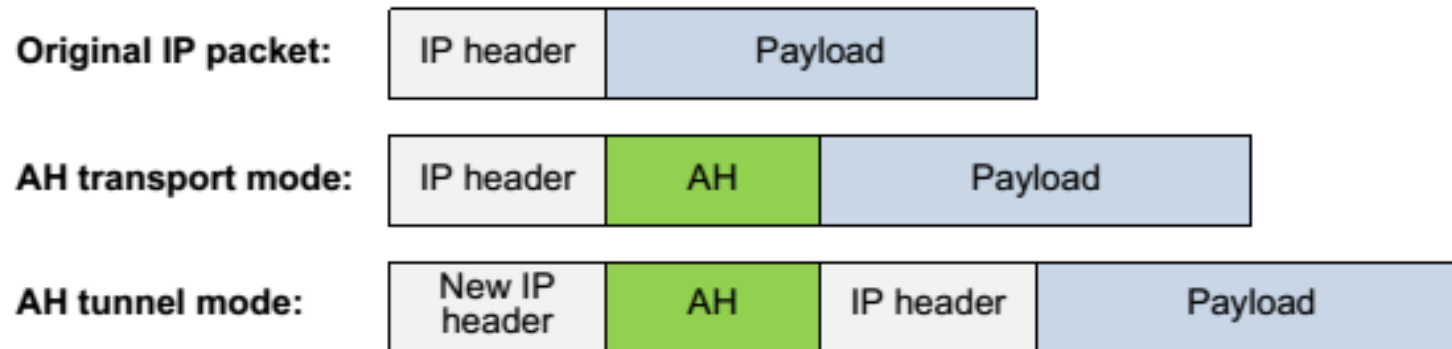 Original IP packet: IP header Payload
AH transport mode: IP header AH Payload
AH tunnel mode: New IP header AH IP header Payload